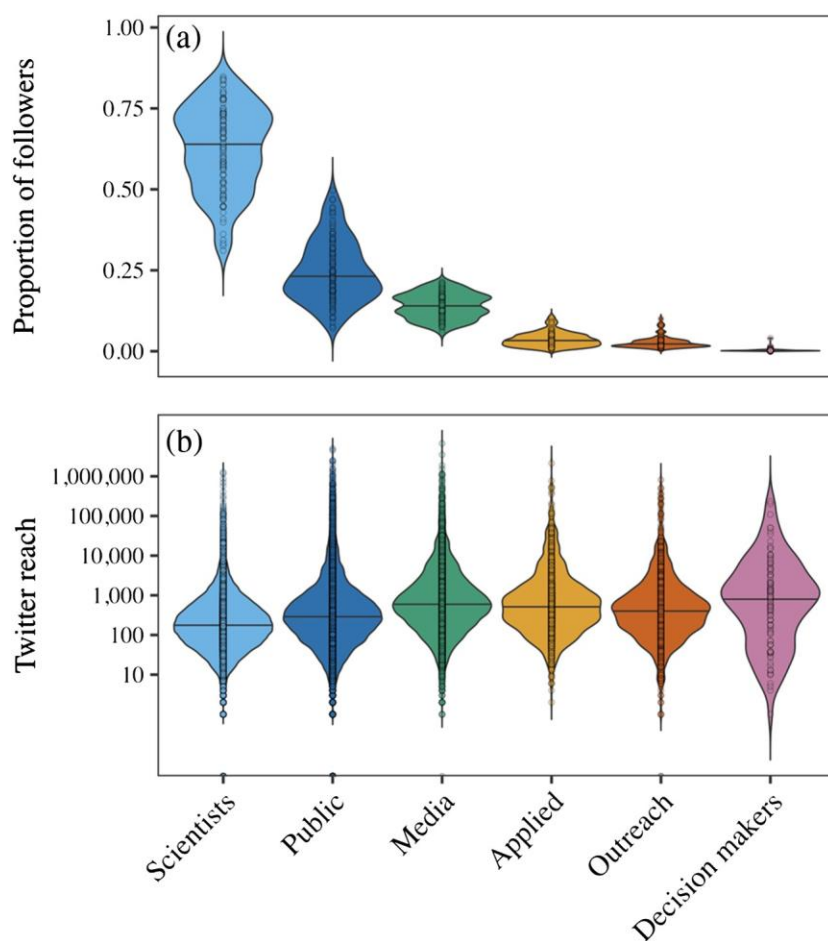 (a)
1.00
0.75
0.50
0.25
0.00
Proportion of followers
(b)
1,000,000
100,000
10,000
1,000
100
10
Twitter reach
Scientists
Public
Media
Applied
Outreach
Decision makers